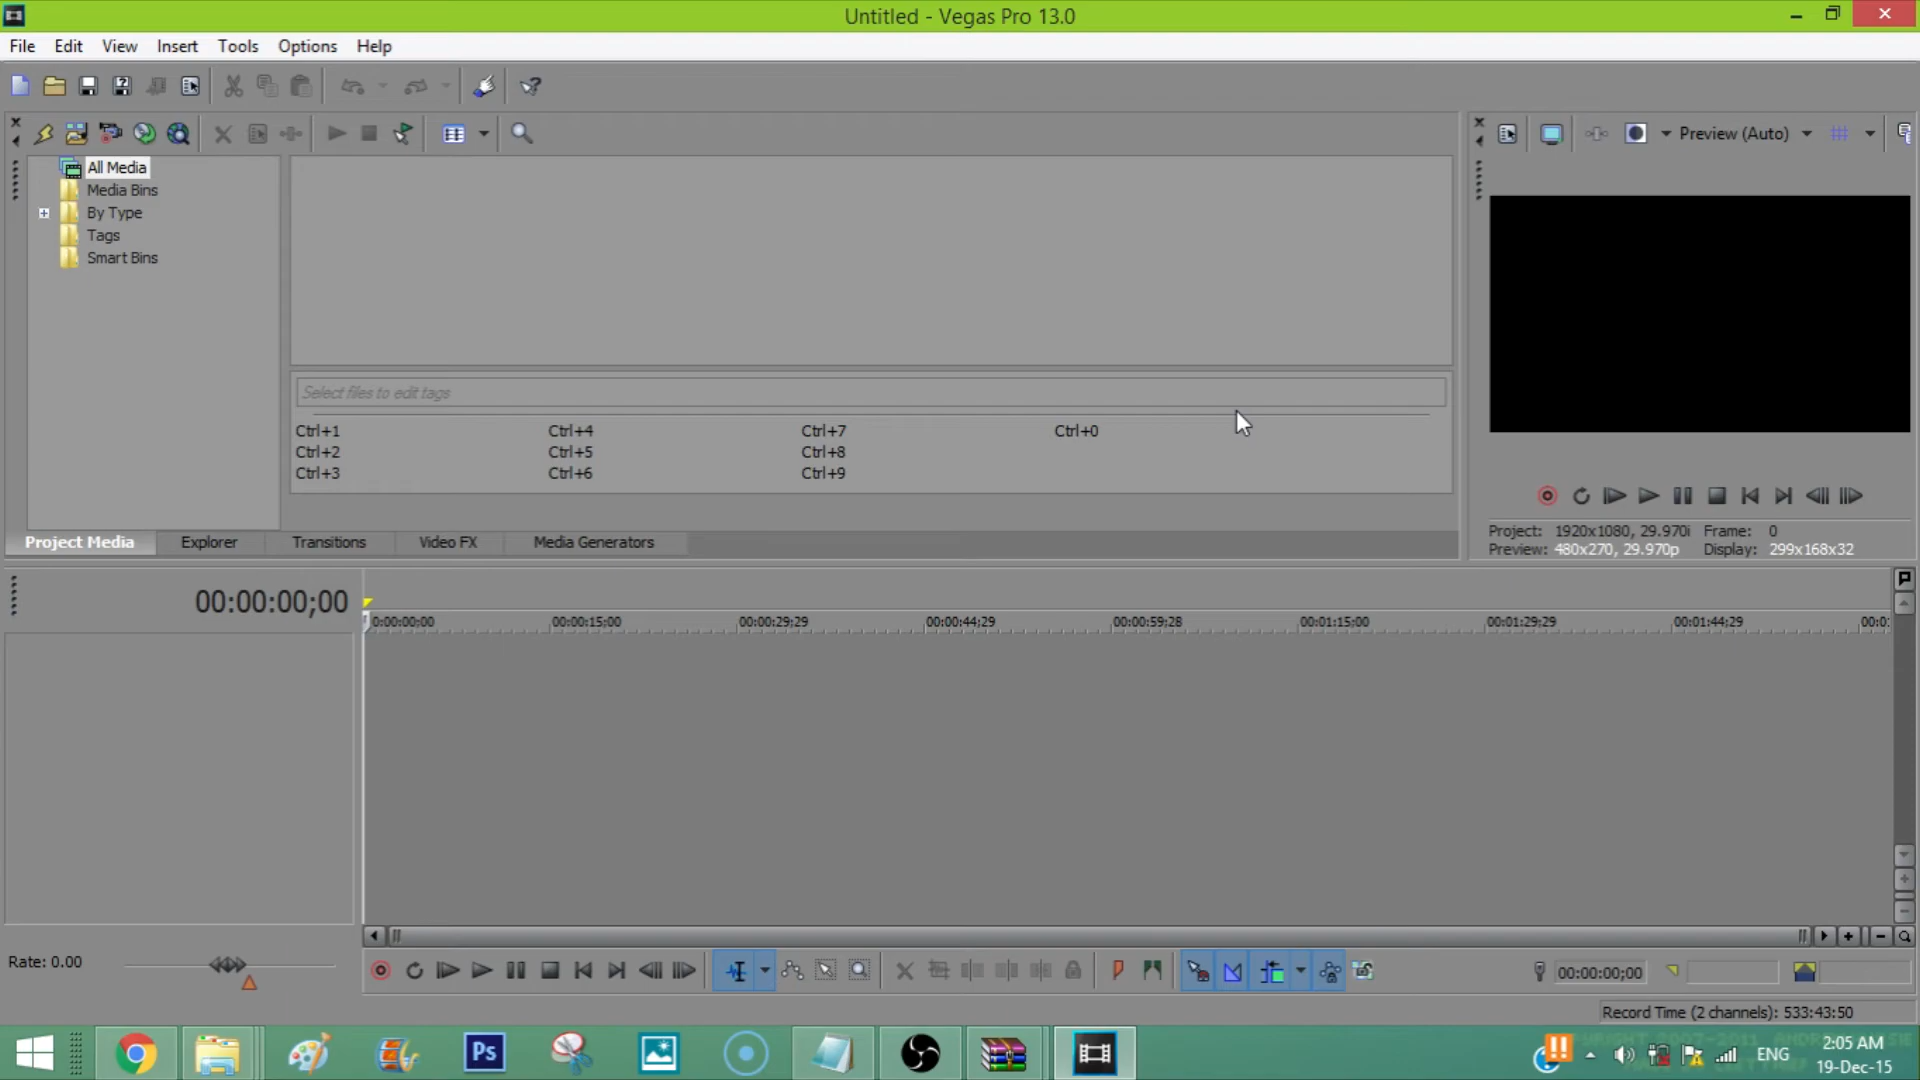 Untitled - Vegas Pro 13.0
File Edit View Insert Tools Options Help
Preview (Auto)
All Media
Media Bins
By Type
Tags
Smart Bins
Select files to edit tags
Ctrl+1 Ctrl+4 Ctrl+7 Ctrl+0
Ctrl+2 Ctrl+5 Ctrl+8
Ctrl+3 Ctrl+6 Ctrl+9
Project: 1920x1080, 29.970i Frame: 0
Preview: 480x270, 29.970p Display: 299x168x32
Project Media Explorer Transitions Video FX Media Generators
00:00:00;00
0:00:00;00 00:00:15;00 00:00:29;29 00:00:44;29 00:00:59;28 00:01:15;00 00:01:29;29 00:01:44;29 00:0
Rate: 0.00
00:00:00;00
Record Time (2 channels): 533:43:50
Ps
ENG
2:05 AM
19-Dec-15